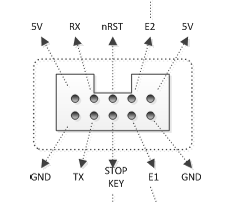 5V RX nRST E2 5V
GND TX STOP KEY E1 GND